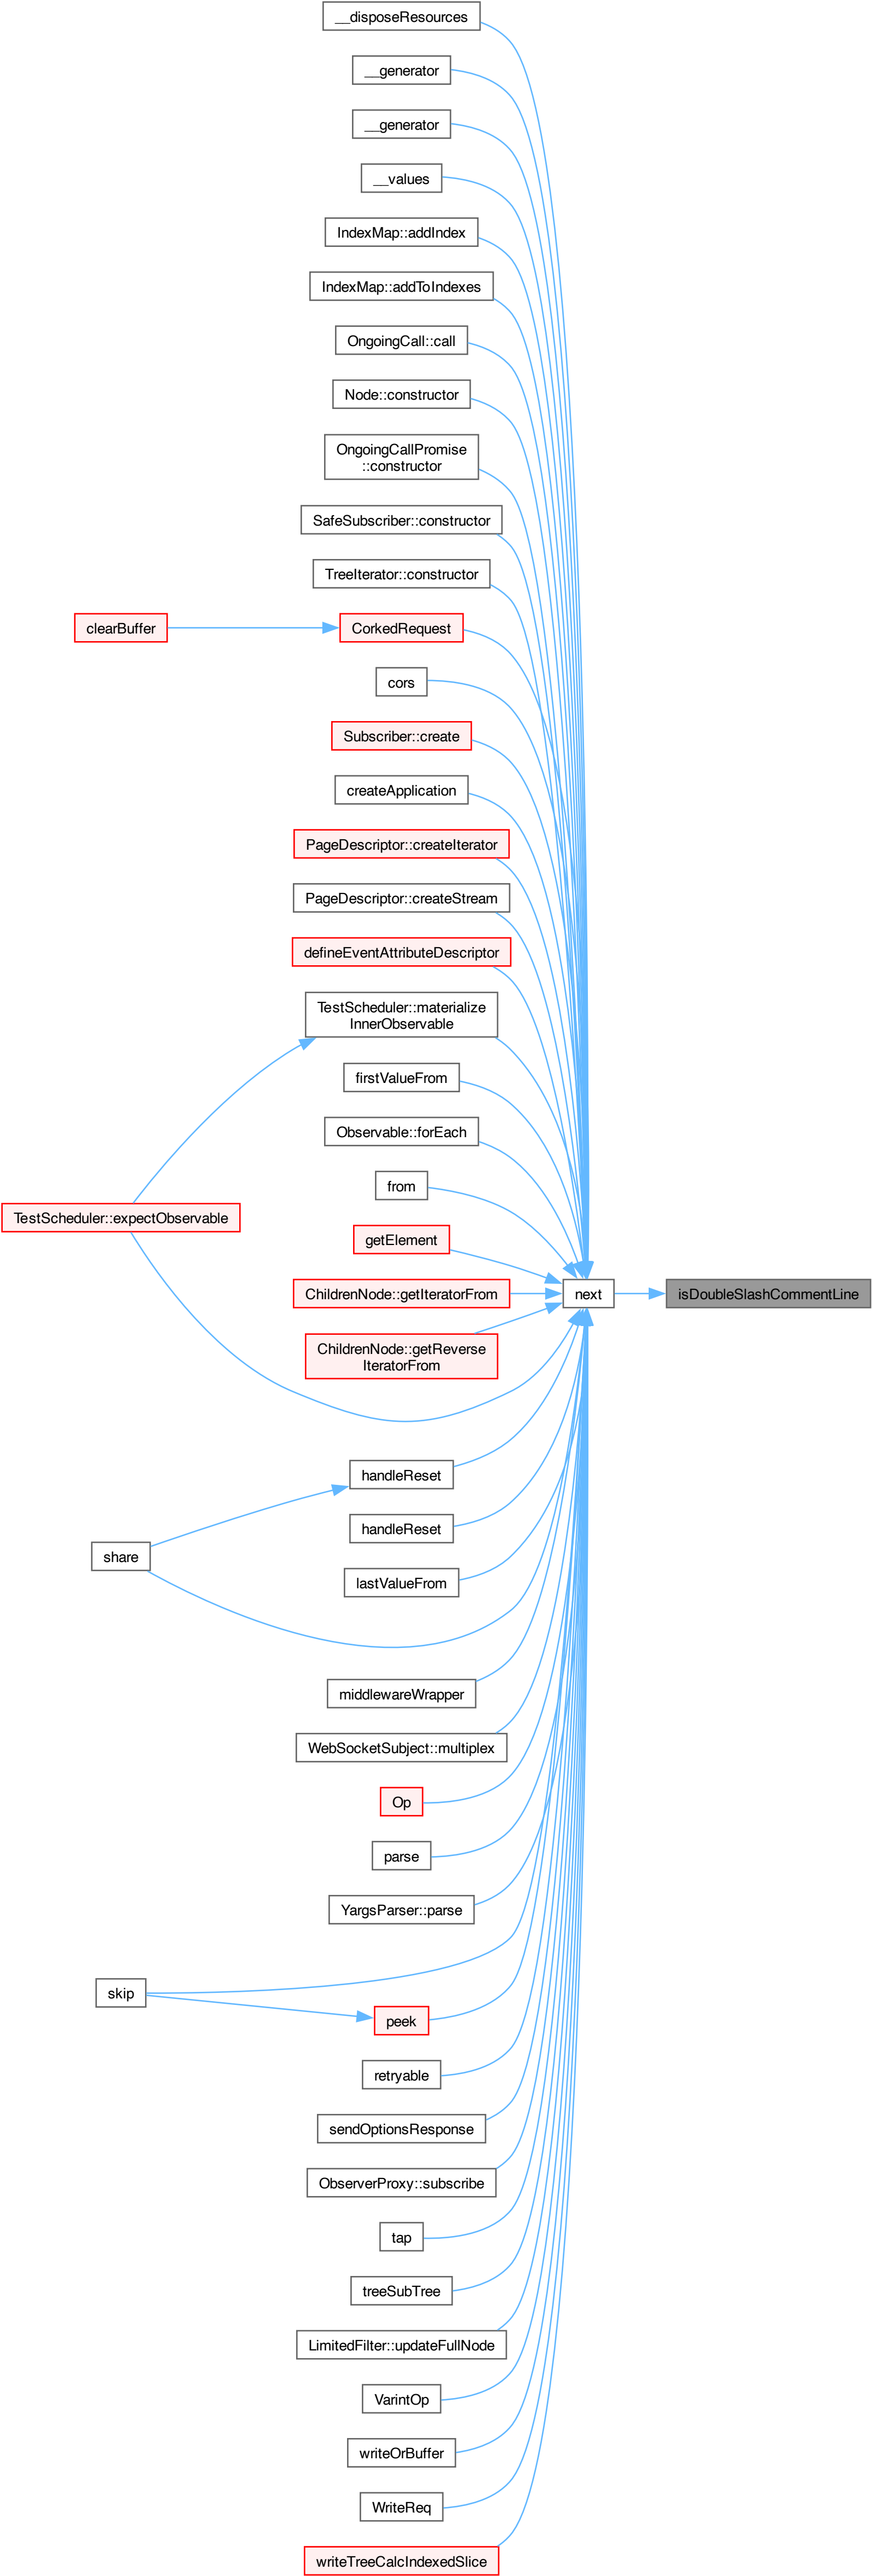 __disposeResources
__generator
__generator
__values
IndexMap::addIndex
IndexMap::addToIndexes
OngoingCall::call
Node::constructor
OngoingCallPromise
::constructor
SafeSubscriber::constructor
TreeIterator::constructor
clearBuffer
CorkedRequest
cors
Subscriber::create
createApplication
PageDescriptor::createIterator
PageDescriptor::createStream
defineEventAttributeDescriptor
TestScheduler::materialize
InnerObservable
firstValueFrom
Observable::forEach
from
TestScheduler::expectObservable
getElement
ChildrenNode::getIteratorFrom
next
isDoubleSlashCommentLine
ChildrenNode::getReverse
IteratorFrom
handleReset
handleReset
share
lastValueFrom
middlewareWrapper
WebSocketSubject::multiplex
Op
parse
YargsParser::parse
skip
peek
retryable
sendOptionsResponse
ObserverProxy::subscribe
tap
treeSubTree
LimitedFilter::updateFullNode
VarintOp
writeOrBuffer
WriteReq
writeTreeCalcIndexedSlice